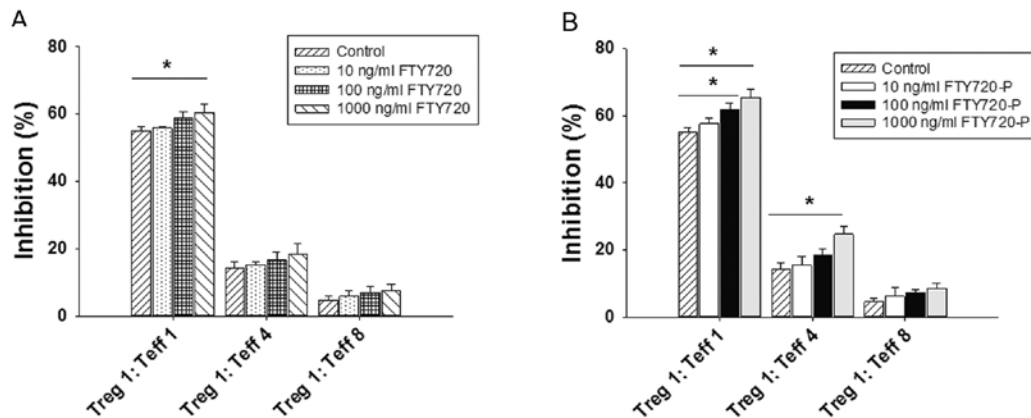 A
Inhibition (%)
80
60
40
20
0
*
Control
10 ng/ml FTY720
100 ng/ml FTY720
1000 ng/ml FTY720
Treg 1: Teff 1
Treg 1: Teff 4
Treg 1: Teff 8
B
Inhibition (%)
80
60
40
20
0
*
*
*
Control
10 ng/ml FTY720-P
100 ng/ml FTY720-P
1000 ng/ml FTY720-P
Treg 1: Teff 1
Treg 1: Teff 4
Treg 1: Teff 8